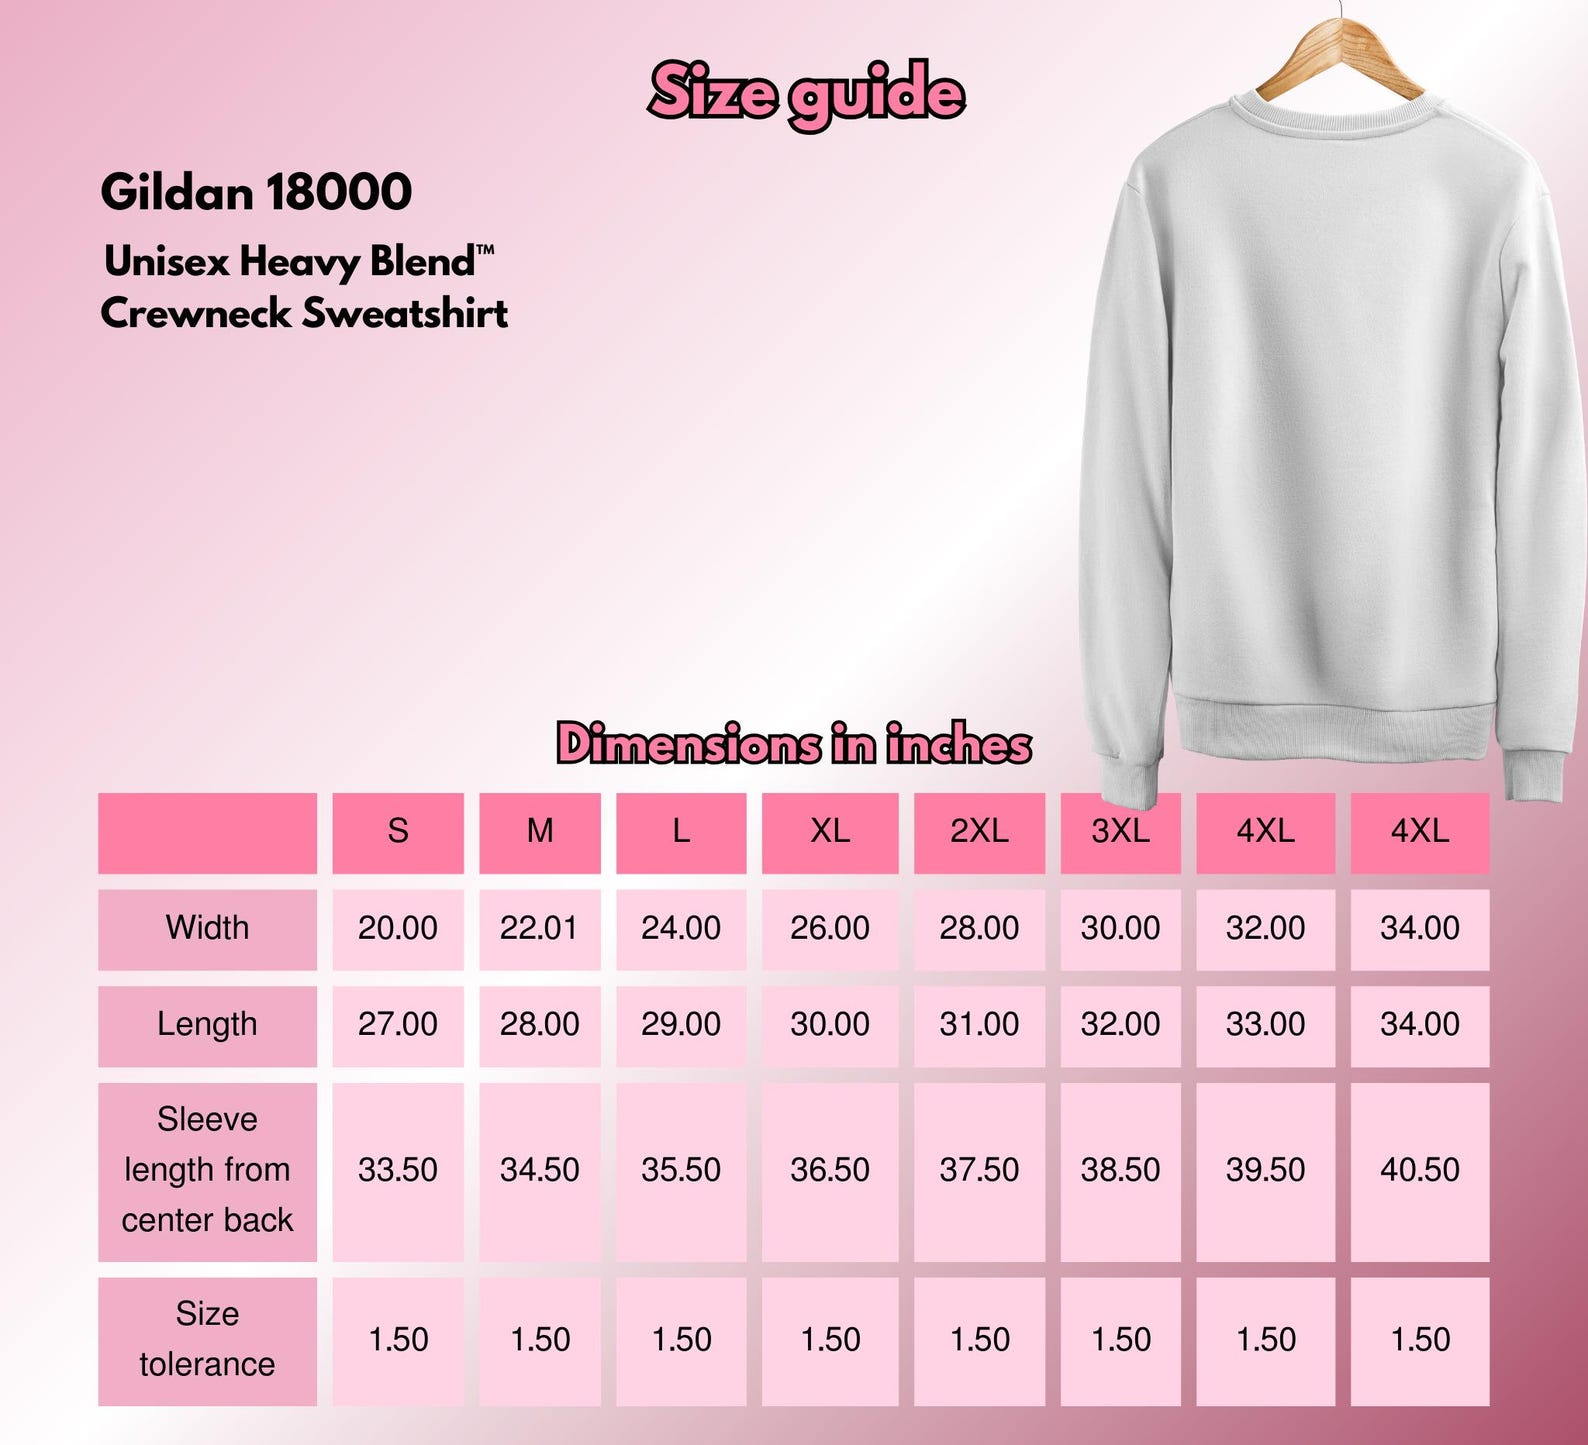 Size guide
Gildan 18000
Unisex Heavy Blend™
Crewneck Sweatshirt
Dimensions in inches
S M L XL 2XL 3XL 4XL 4XL
Width 20.00 22.01 24.00 26.00 28.00 30.00 32.00 34.00
Length 27.00 28.00 29.00 30.00 31.00 32.00 33.00 34.00
Sleeve
length from 33.50 34.50 35.50 36.50 37.50 38.50 39.50 40.50
center back
Size
tolerance 1.50 1.50 1.50 1.50 1.50 1.50 1.50 1.50